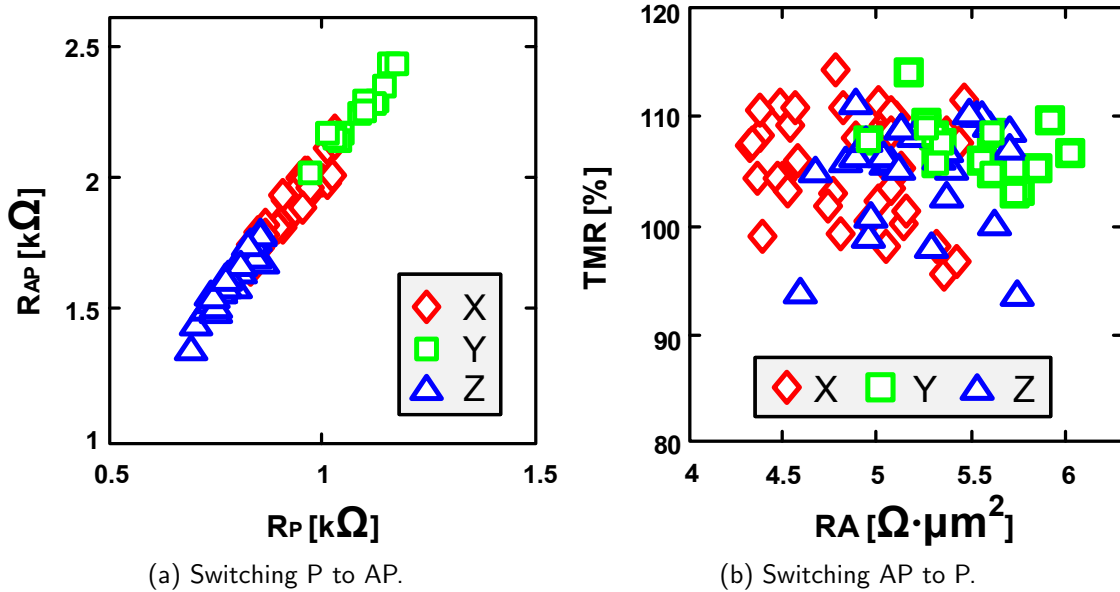 2.5
2
1.5
1
0.5
1
1.5
RAP [kΩ]
RP [kΩ]
X
Y
Z
(a) Switching P to AP.
120
110
100
90
80
4
4.5
5
5.5
6
TMR [%]
RA [Ω·µm²]
X Y Z
(b) Switching AP to P.